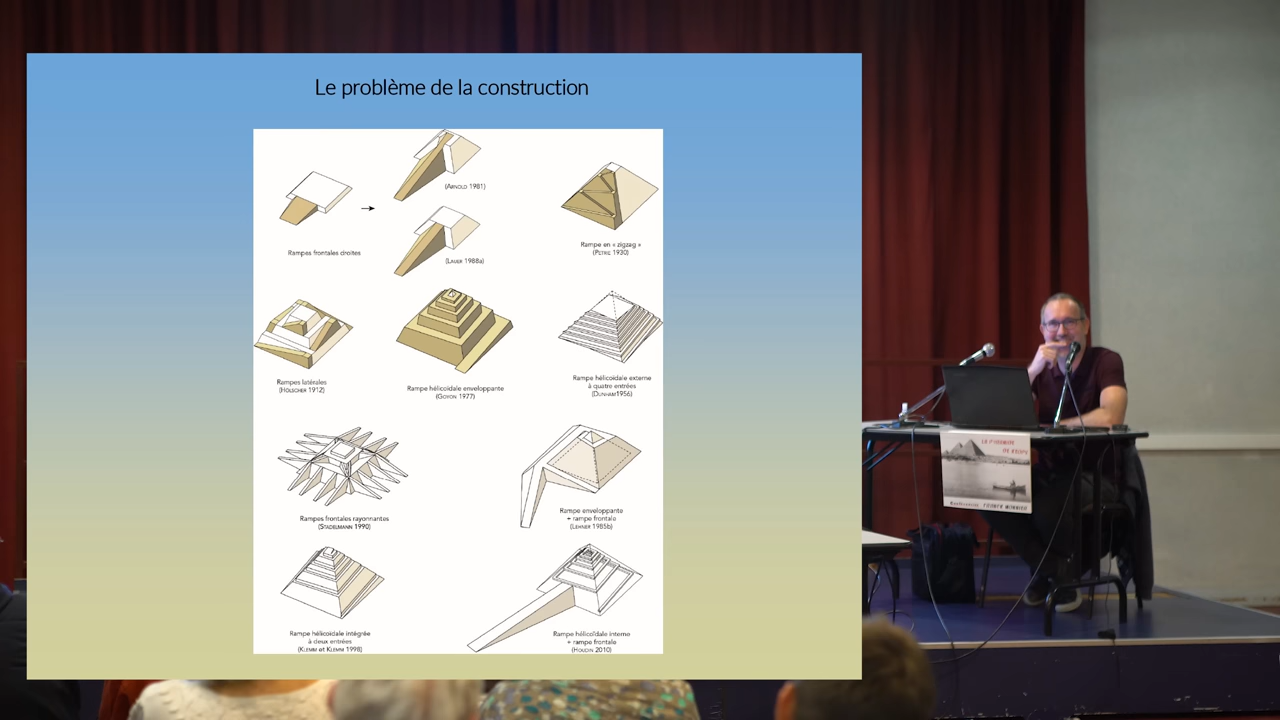 Le problème de la construction
(ARNOLD 1981)
Rampes frontales droites
(LAUER 1988a)
Rampe en « zigzag »
(PETRIE 1930)
Rampes latérales
(HÖLSCHER 1912)
Rampe hélicoïdale enveloppante
(GOYON 1977)
Rampe hélicoïdale externe
à quatre entrées
(DUNHAM1956)
Rampes frontales rayonnantes
(STADELMANN 1990)
Rampe enveloppante
+ rampe frontale
(LEHNER 1985b)
Rampe hélicoïdale intégrée
à deux entrées
(KLEMM et KLEMM 1998)
Rampe hélicoïdale interne
+ rampe frontale
(HOUDIN 2010)
LA PYRAMIDE